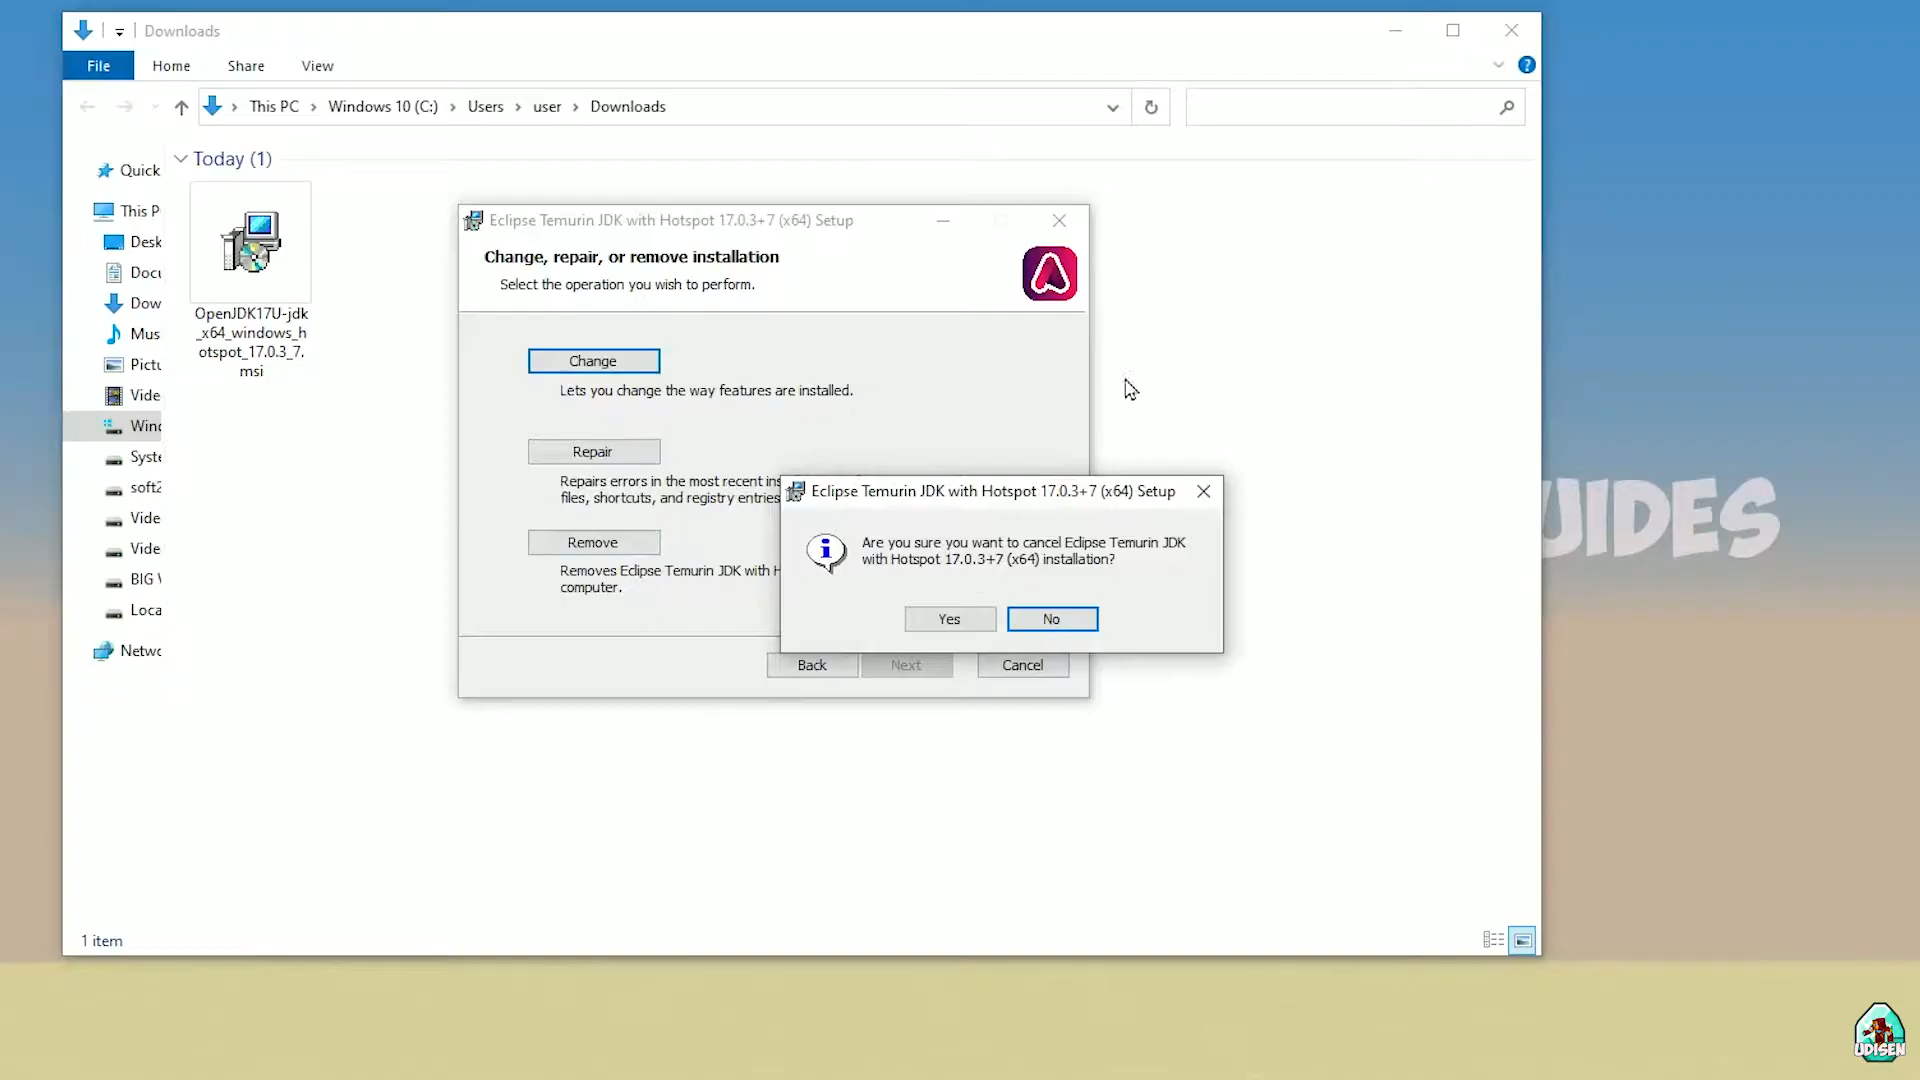 Downloads
File Home Share View
This PC Windows 10 (C:) Users user Downloads
Today (1)
Quick
This P
Desk
Docu
Dow
Mus
Pictu
Vide
Wind
Syste
soft2
Vide
Vide
BIG V
Loca
Netwo
OpenJDK17U-jdk
_x64_windows_h
otspot_17.0.3_7.
msi
Eclipse Temurin JDK with Hotspot 17.0.3+7 (x64) Setup
Change, repair, or remove installation
Select the operation you wish to perform.
Change
Lets you change the way features are installed.
Repair
Repairs errors in the most recent ins
files, shortcuts, and registry entries
Remove
Removes Eclipse Temurin JDK with H
computer.
Back Next Cancel
Eclipse Temurin JDK with Hotspot 17.0.3+7 (x64) Setup
Are you sure you want to cancel Eclipse Temurin JDK
with Hotspot 17.0.3+7 (x64) installation?
Yes No
UIDES
1 item
UDISEN